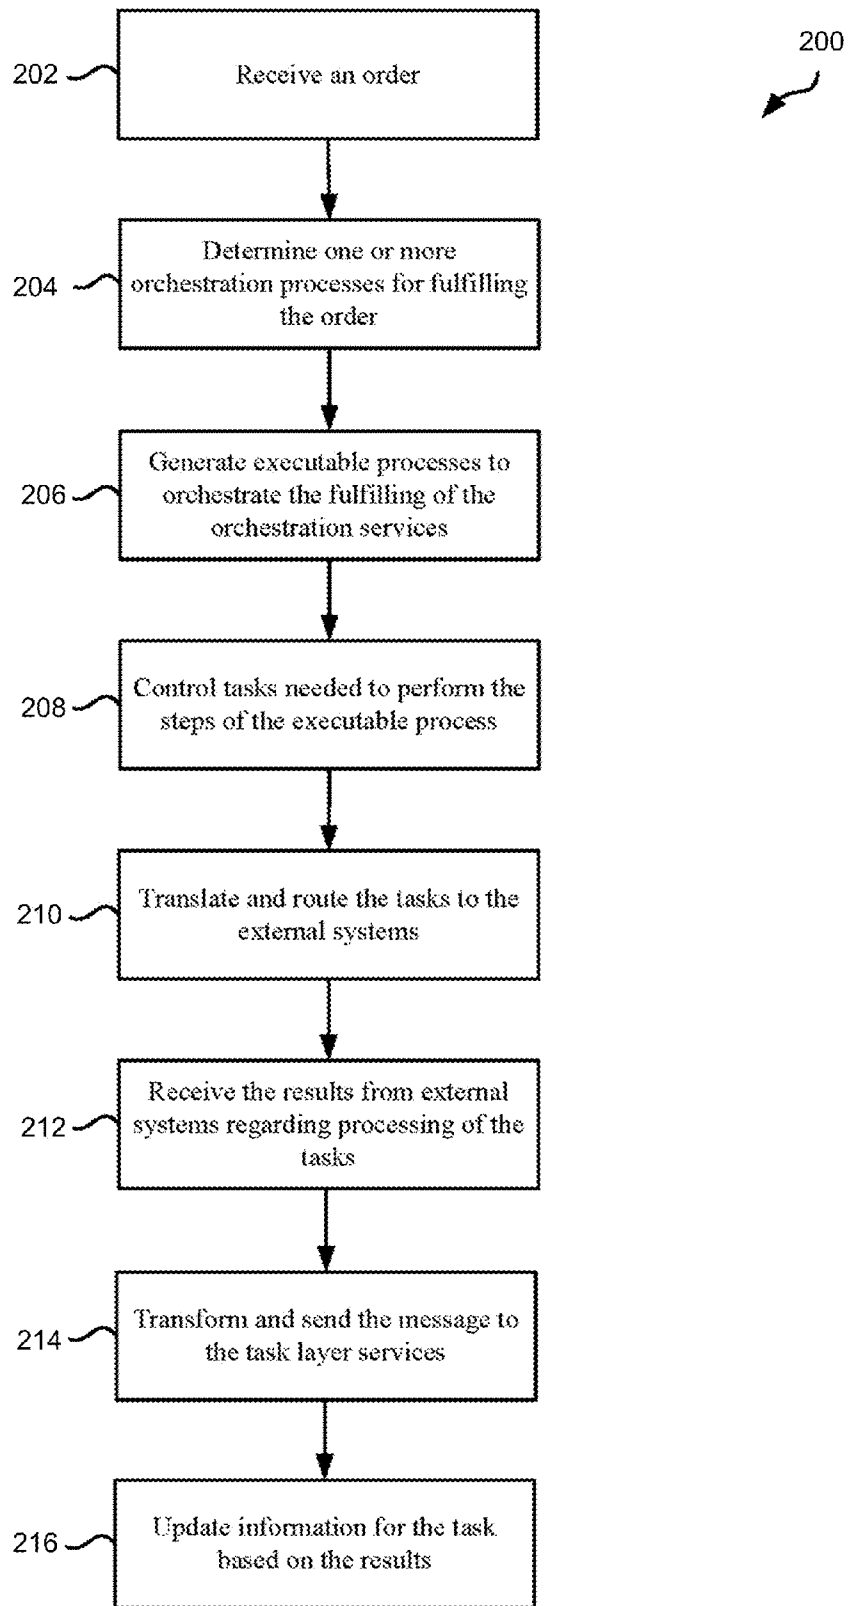 200
202
Receive an order
204
Determine one or more
orchestration processes for fulfilling
the order
206
Generate executable processes to
orchestrate the fulfilling of the
orchestration services
208
Control tasks needed to perform the
steps of the executable process
210
Translate and route the tasks to the
external systems
212
Receive the results from external
systems regarding processing of the
tasks
214
Transform and send the message to
the task layer services
216
Update information for the task
based on the results